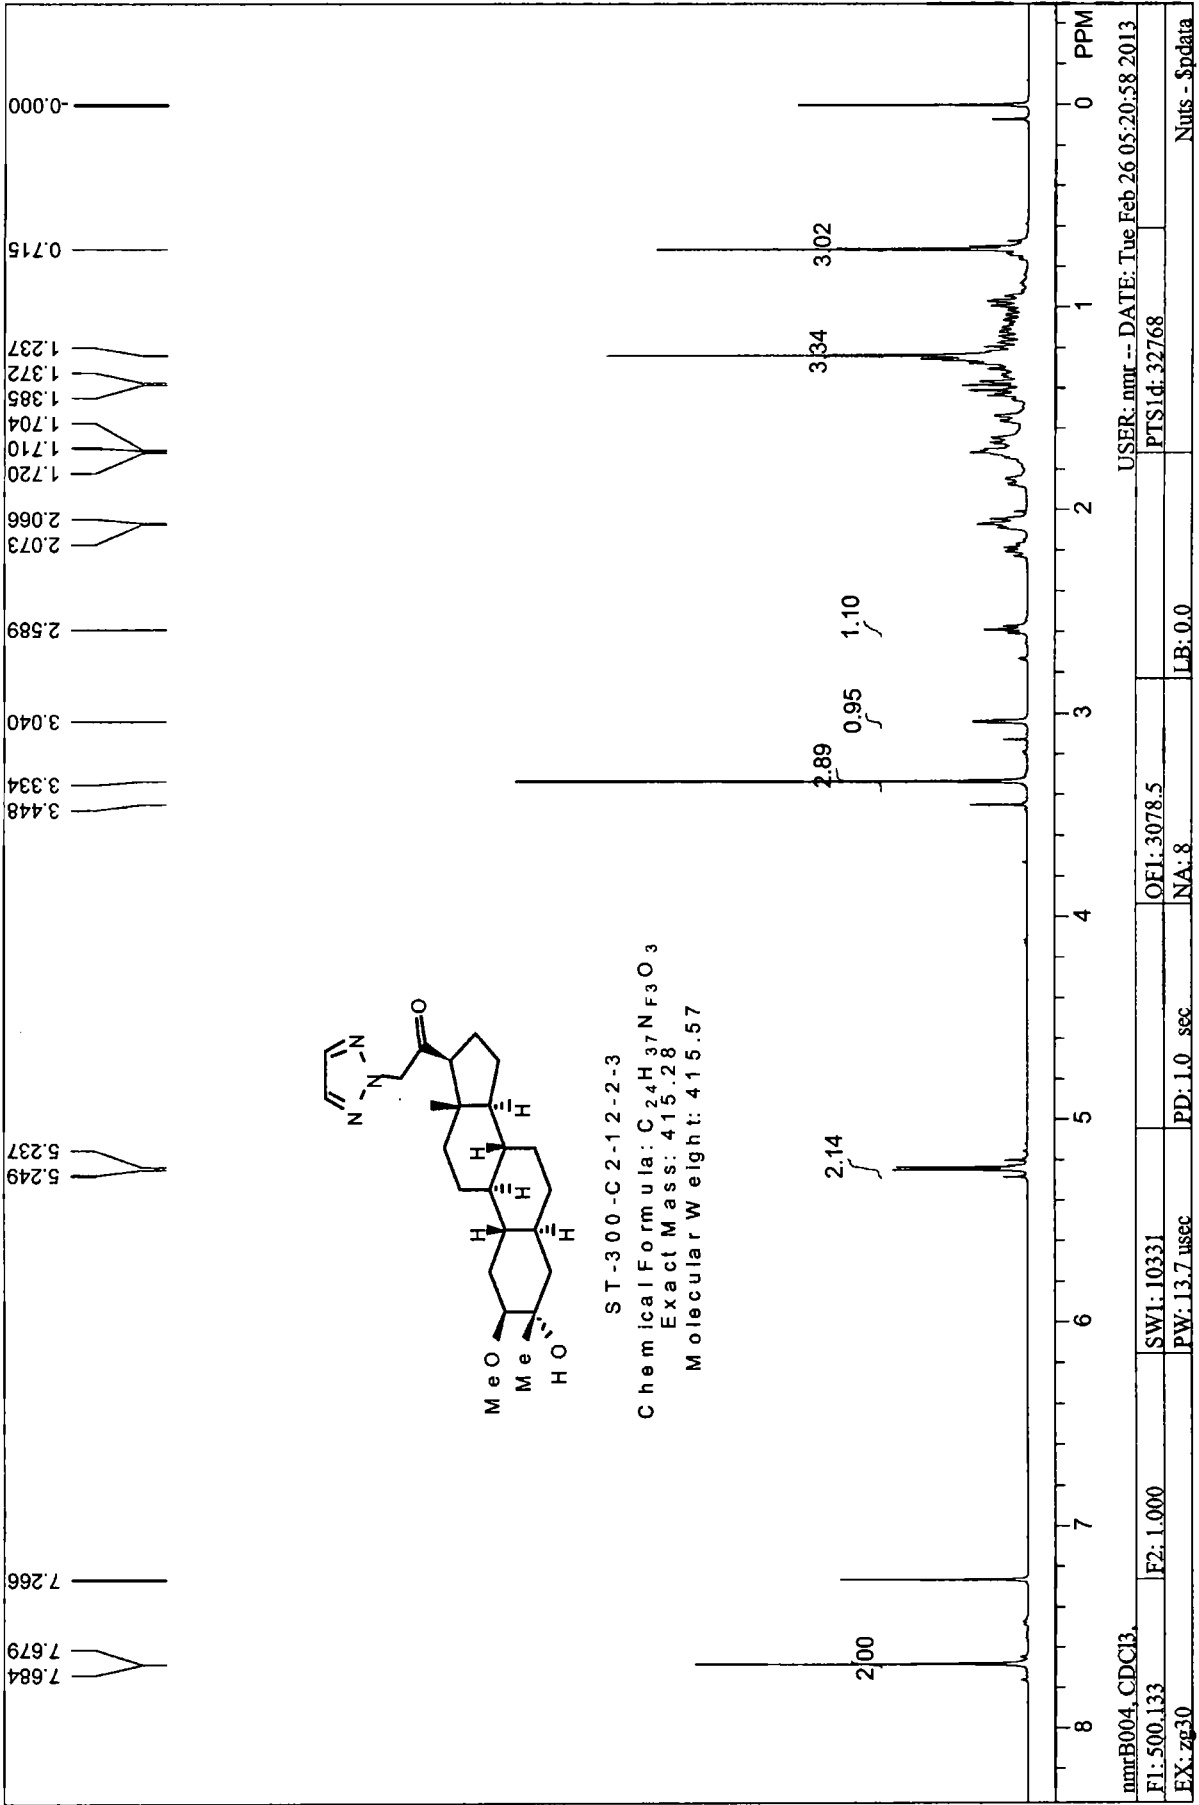 7.684 7.679 7.266 5.249 5.237 3.448 3.334 3.040 2.589 2.073 2.066 1.720 1.710 1.704 1.385 1.372 1.237 0.715 -0.000
N N
N
O
MeO
Me
HO
H H H H H
ST-300-C2-12-2-3
Chemical Formula: C24H37NF3O3
Exact Mass: 415.28
Molecular Weight: 415.57
2.00 2.14 2.89 0.95 1.10 3.34 3.02
8 7 6 5 4 3 2 1 0 PPM
nmrB004, CDCl3, USER: nmr -- DATE: Tue Feb 26 05:20:58 2013
F1: 500.133 F2: 1.000 SW1: 10331 OF1: 3078.5 PTS1d: 32768
EX: zg30 PW: 13.7 usec PD: 1.0 sec NA: 8 LB: 0.0 Nuts - $pdata